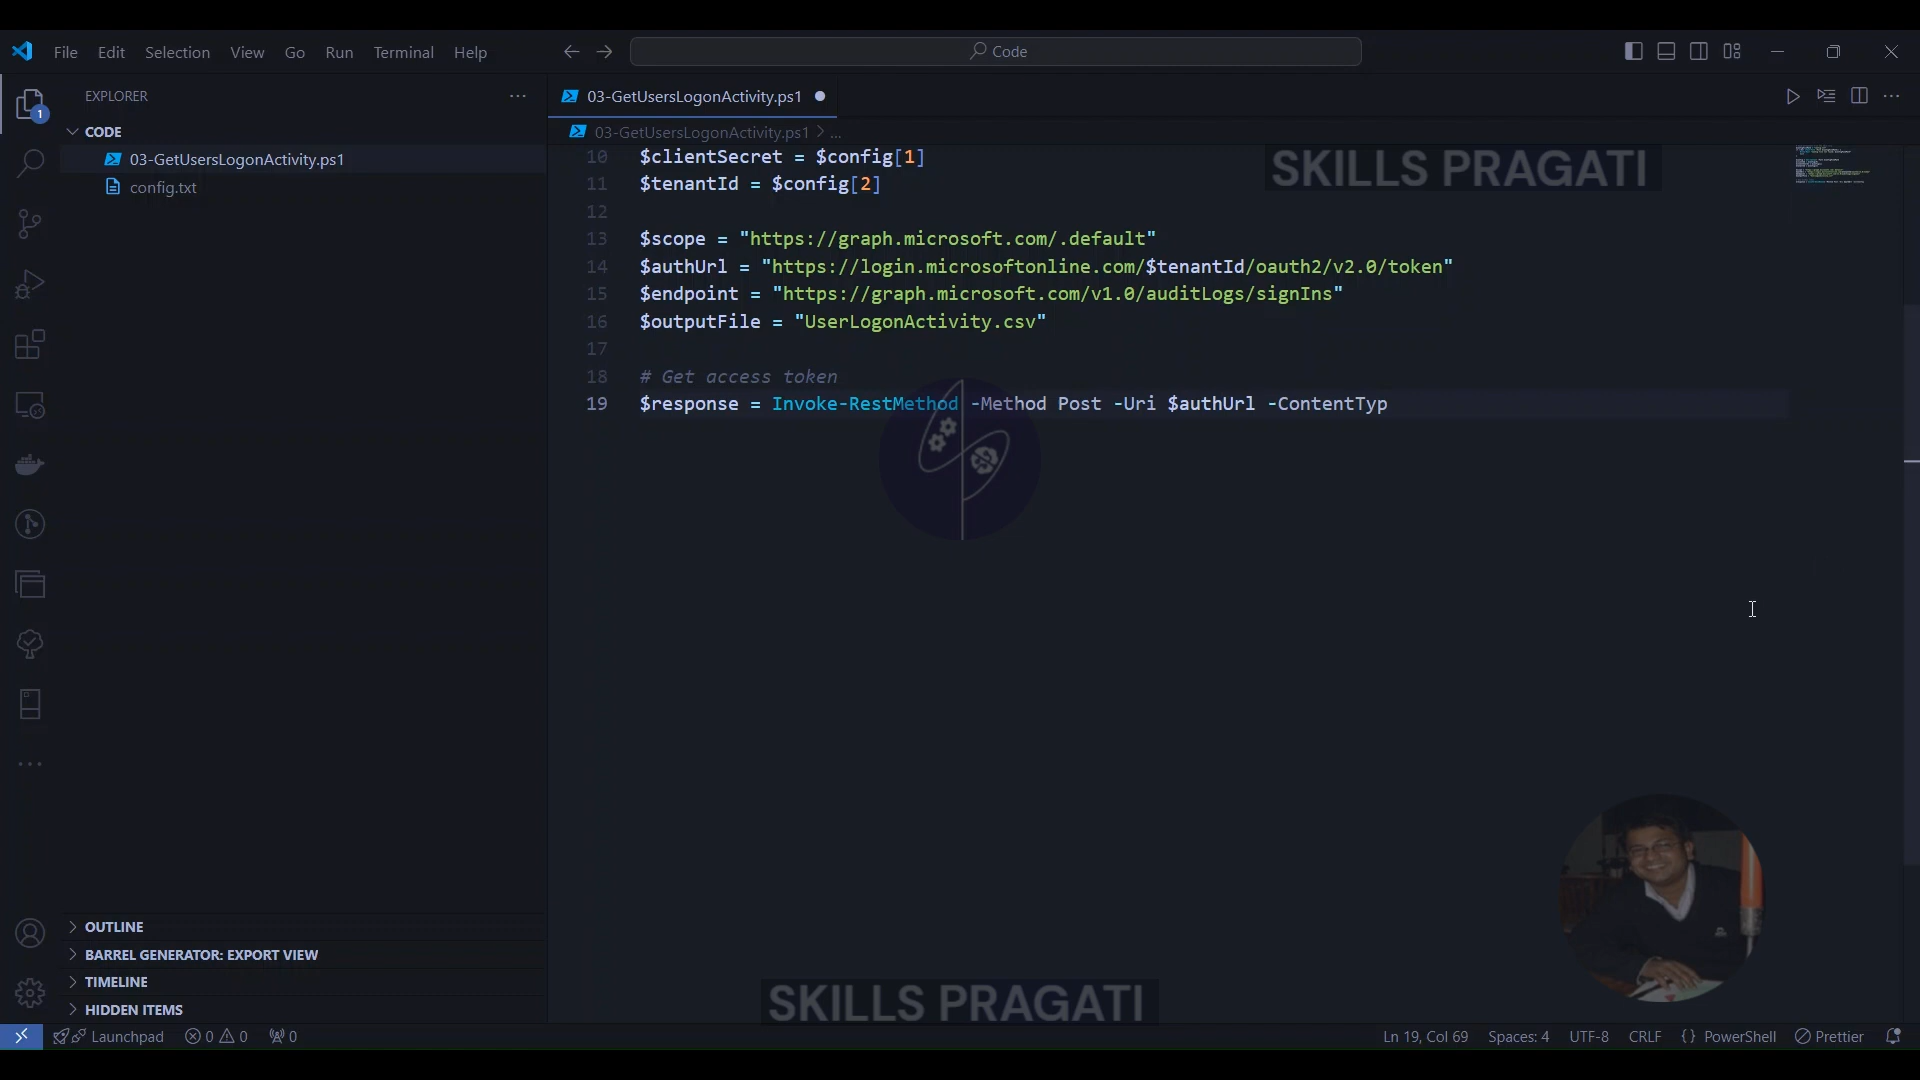 File Edit Selection View Go Run Terminal Help
Code
EXPLORER
CODE
03-GetUsersLogonActivity.ps1
config.txt
1
03-GetUsersLogonActivity.ps1
03-GetUsersLogonActivity.ps1 > ...
10 $clientSecret = $config[1]
11 $tenantId = $config[2]
12
13 $scope = "https://graph.microsoft.com/.default"
14 $authUrl = "https://login.microsoftonline.com/$tenantId/oauth2/v2.0/token"
15 $endpoint = "https://graph.microsoft.com/v1.0/auditLogs/signIns"
16 $outputFile = "UserLogonActivity.csv"
17
18 # Get access token
19 $response = Invoke-RestMethod -Method Post -Uri $authUrl -ContentTyp
SKILLS PRAGATI
OUTLINE
BARREL GENERATOR: EXPORT VIEW
TIMELINE
HIDDEN ITEMS
SKILLS PRAGATI
Launchpad 0 0 0 Ln 19, Col 69 Spaces: 4 UTF-8 CRLF {} PowerShell Prettier